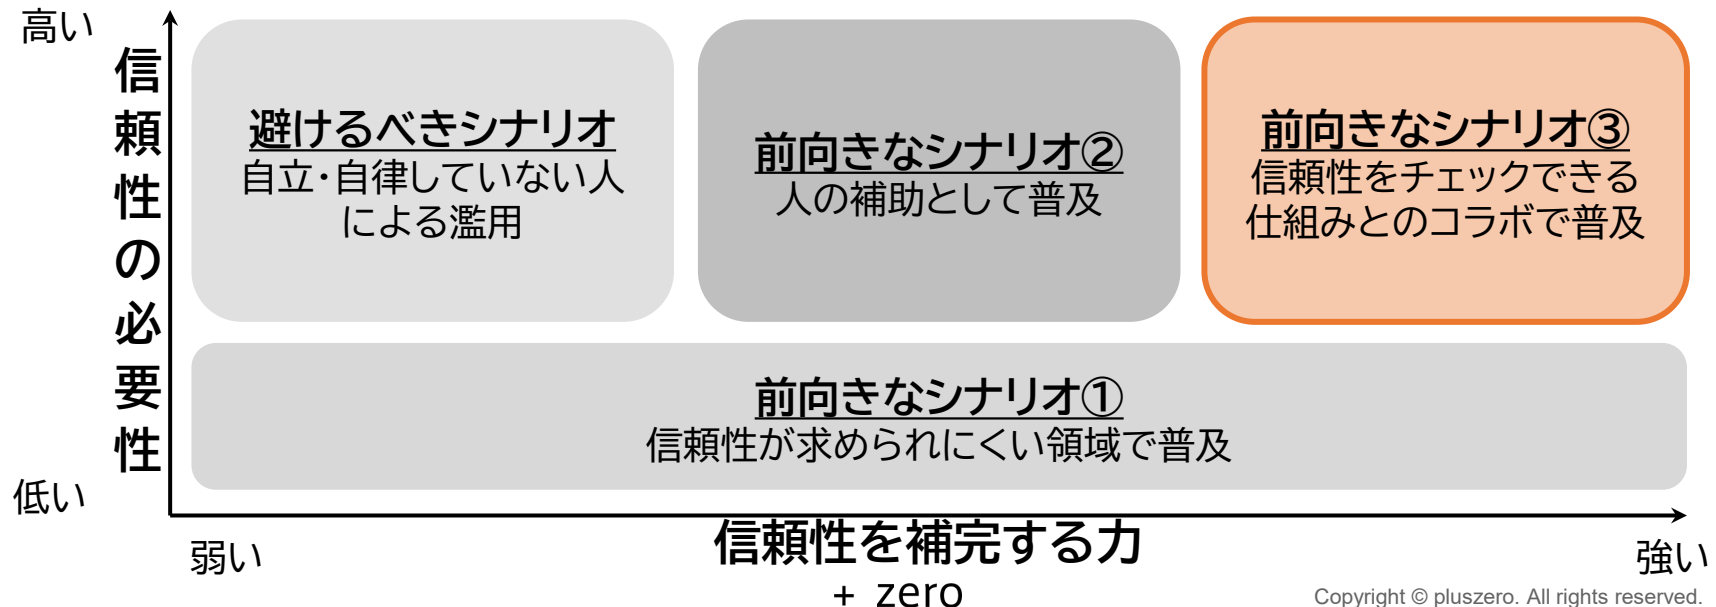 高い
信頼性の必要性
低い
避けるべきシナリオ
自立・自律していない人
による濫用
前向きなシナリオ②
人の補助として普及
前向きなシナリオ③
信頼性をチェックできる
仕組みとのコラボで普及
前向きなシナリオ①
信頼性が求められにくい領域で普及
弱い
信頼性を補完する力
強い
+ zero
Copyright © pluszero. All rights reserved.